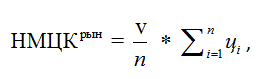 НМЦКрын = v/n * ∑ni=1 цi ,